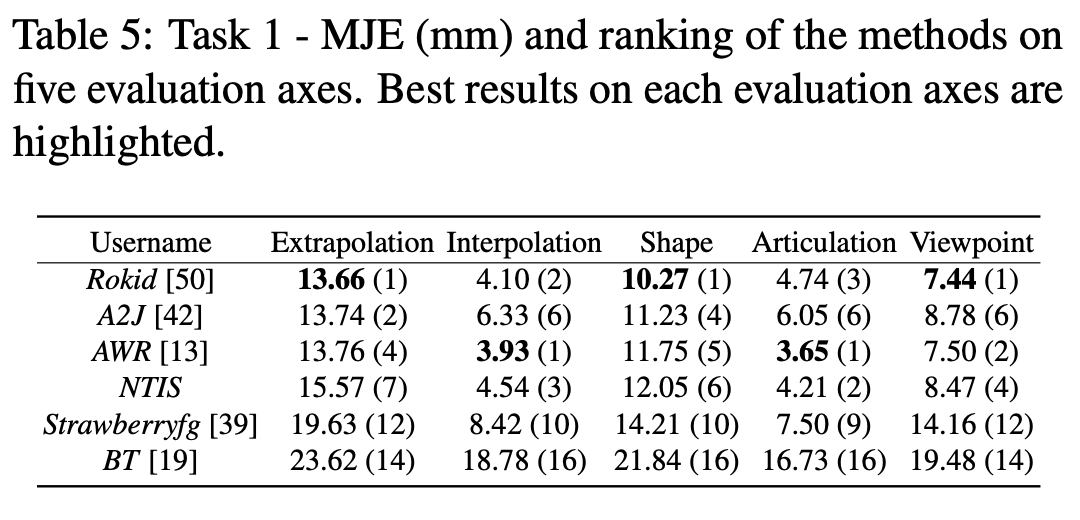 Table 5: Task 1 - MJE (mm) and ranking of the methods on
five evaluation axes. Best results on each evaluation axes are
highlighted.
Username Extrapolation Interpolation Shape Articulation Viewpoint
Rokid [50] 13.66 (1) 4.10 (2) 10.27 (1) 4.74 (3) 7.44 (1)
A2J [42] 13.74 (2) 6.33 (6) 11.23 (4) 6.05 (6) 8.78 (6)
AWR [13] 13.76 (4) 3.93 (1) 11.75 (5) 3.65 (1) 7.50 (2)
NTIS 15.57 (7) 4.54 (3) 12.05 (6) 4.21 (2) 8.47 (4)
Strawberryfg [39] 19.63 (12) 8.42 (10) 14.21 (10) 7.50 (9) 14.16 (12)
BT [19] 23.62 (14) 18.78 (16) 21.84 (16) 16.73 (16) 19.48 (14)